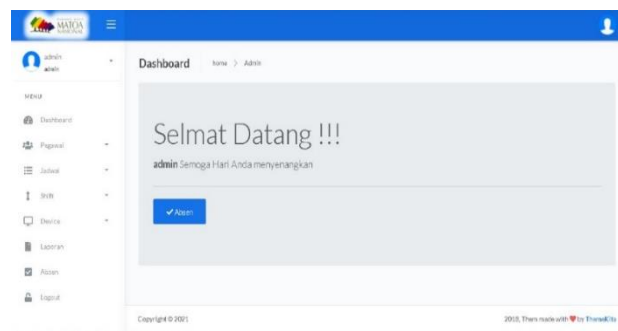 MATOA
NASIONAL
admin
admin
MENU
Dashboard
Pegawai
Jadwal
Shift
Device
Laporan
Absen
Logout
Dashboard
home > Admin
Selmat Datang !!!
admin Semoga Hari Anda menyenangkan
✔Absen
Copyright © 2021
2018, Them made with ❤ by ThemeKita